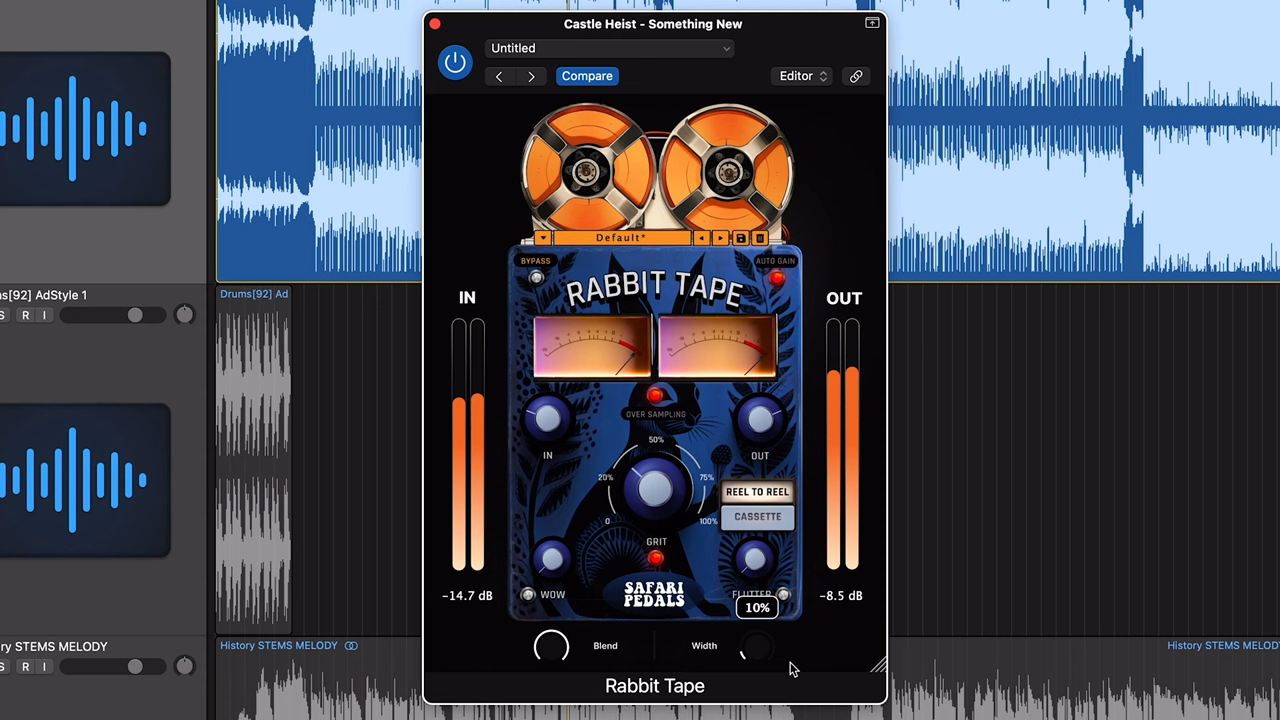 Castle Heist - Something New
Untitled
Compare
Editor
Default*
BYPASS
AUTO GAIN
RABBIT TAPE
IN
OUT
OVER SAMPLING
IN
OUT
50%
20%
75%
0
100%
REEL TO REEL
CASSETTE
GRIT
WOW
SAFARI
PEDALS
FLUTTER
10%
-14.7 dB
-8.5 dB
Blend
Width
Rabbit Tape
ms[92] AdStyle 1
S
R
I
Drums[92] Ad
ry STEMS MELODY
S
R
I
History STEMS MELODY
History STEMS MELOD